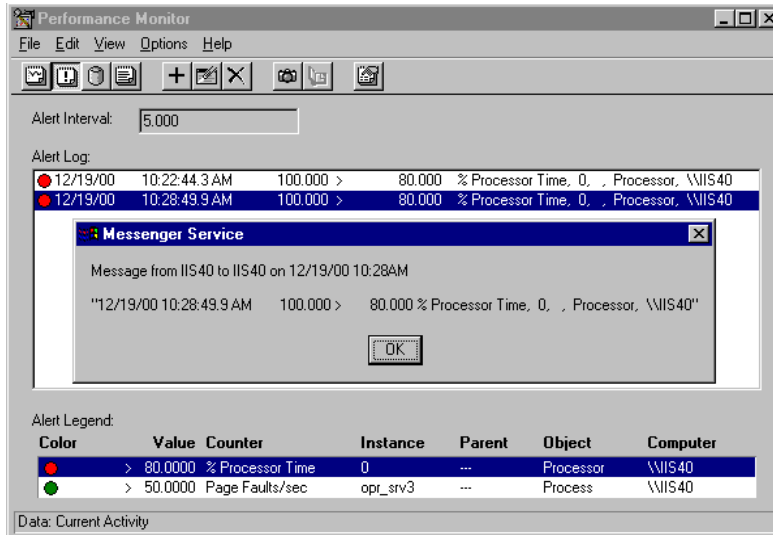 Performance Monitor
File Edit View Options Help
Alert Interval: 5.000
Alert Log:
12/19/00 10:22:44.3 AM 100.000 > 80.000 % Processor Time, 0, , Processor, \\IIS40
12/19/00 10:28:49.9 AM 100.000 > 80.000 % Processor Time, 0, , Processor, \\IIS40
Messenger Service
Message from IIS40 to IIS40 on 12/19/00 10:28AM
"12/19/00 10:28:49.9 AM 100.000 > 80.000 % Processor Time, 0, , Processor, \\IIS40"
OK
Alert Legend:
Color Value Counter Instance Parent Object Computer
> 80.0000 % Processor Time 0 --- Processor \\IIS40
> 50.0000 Page Faults/sec opr_srv3 --- Process \\IIS40
Data: Current Activity